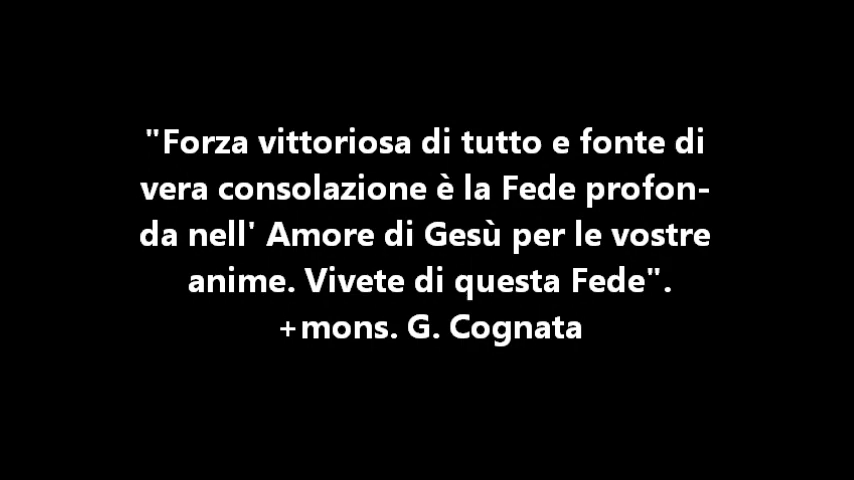 "Forza vittoriosa di tutto e fonte di
vera consolazione è la Fede profon-
da nell' Amore di Gesù per le vostre
anime. Vivete di questa Fede".
+mons. G. Cognata